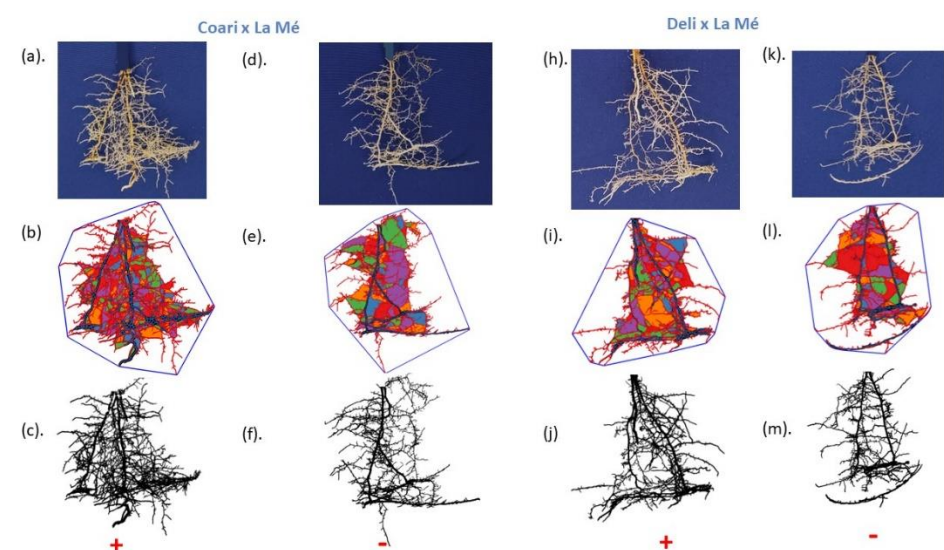 Coari x La Mé
Deli x La Mé
(a).
(d).
(h).
(k).
(b)
(e).
(i).
(l).
(c).
(f).
(j)
(m).
+
-
+
-